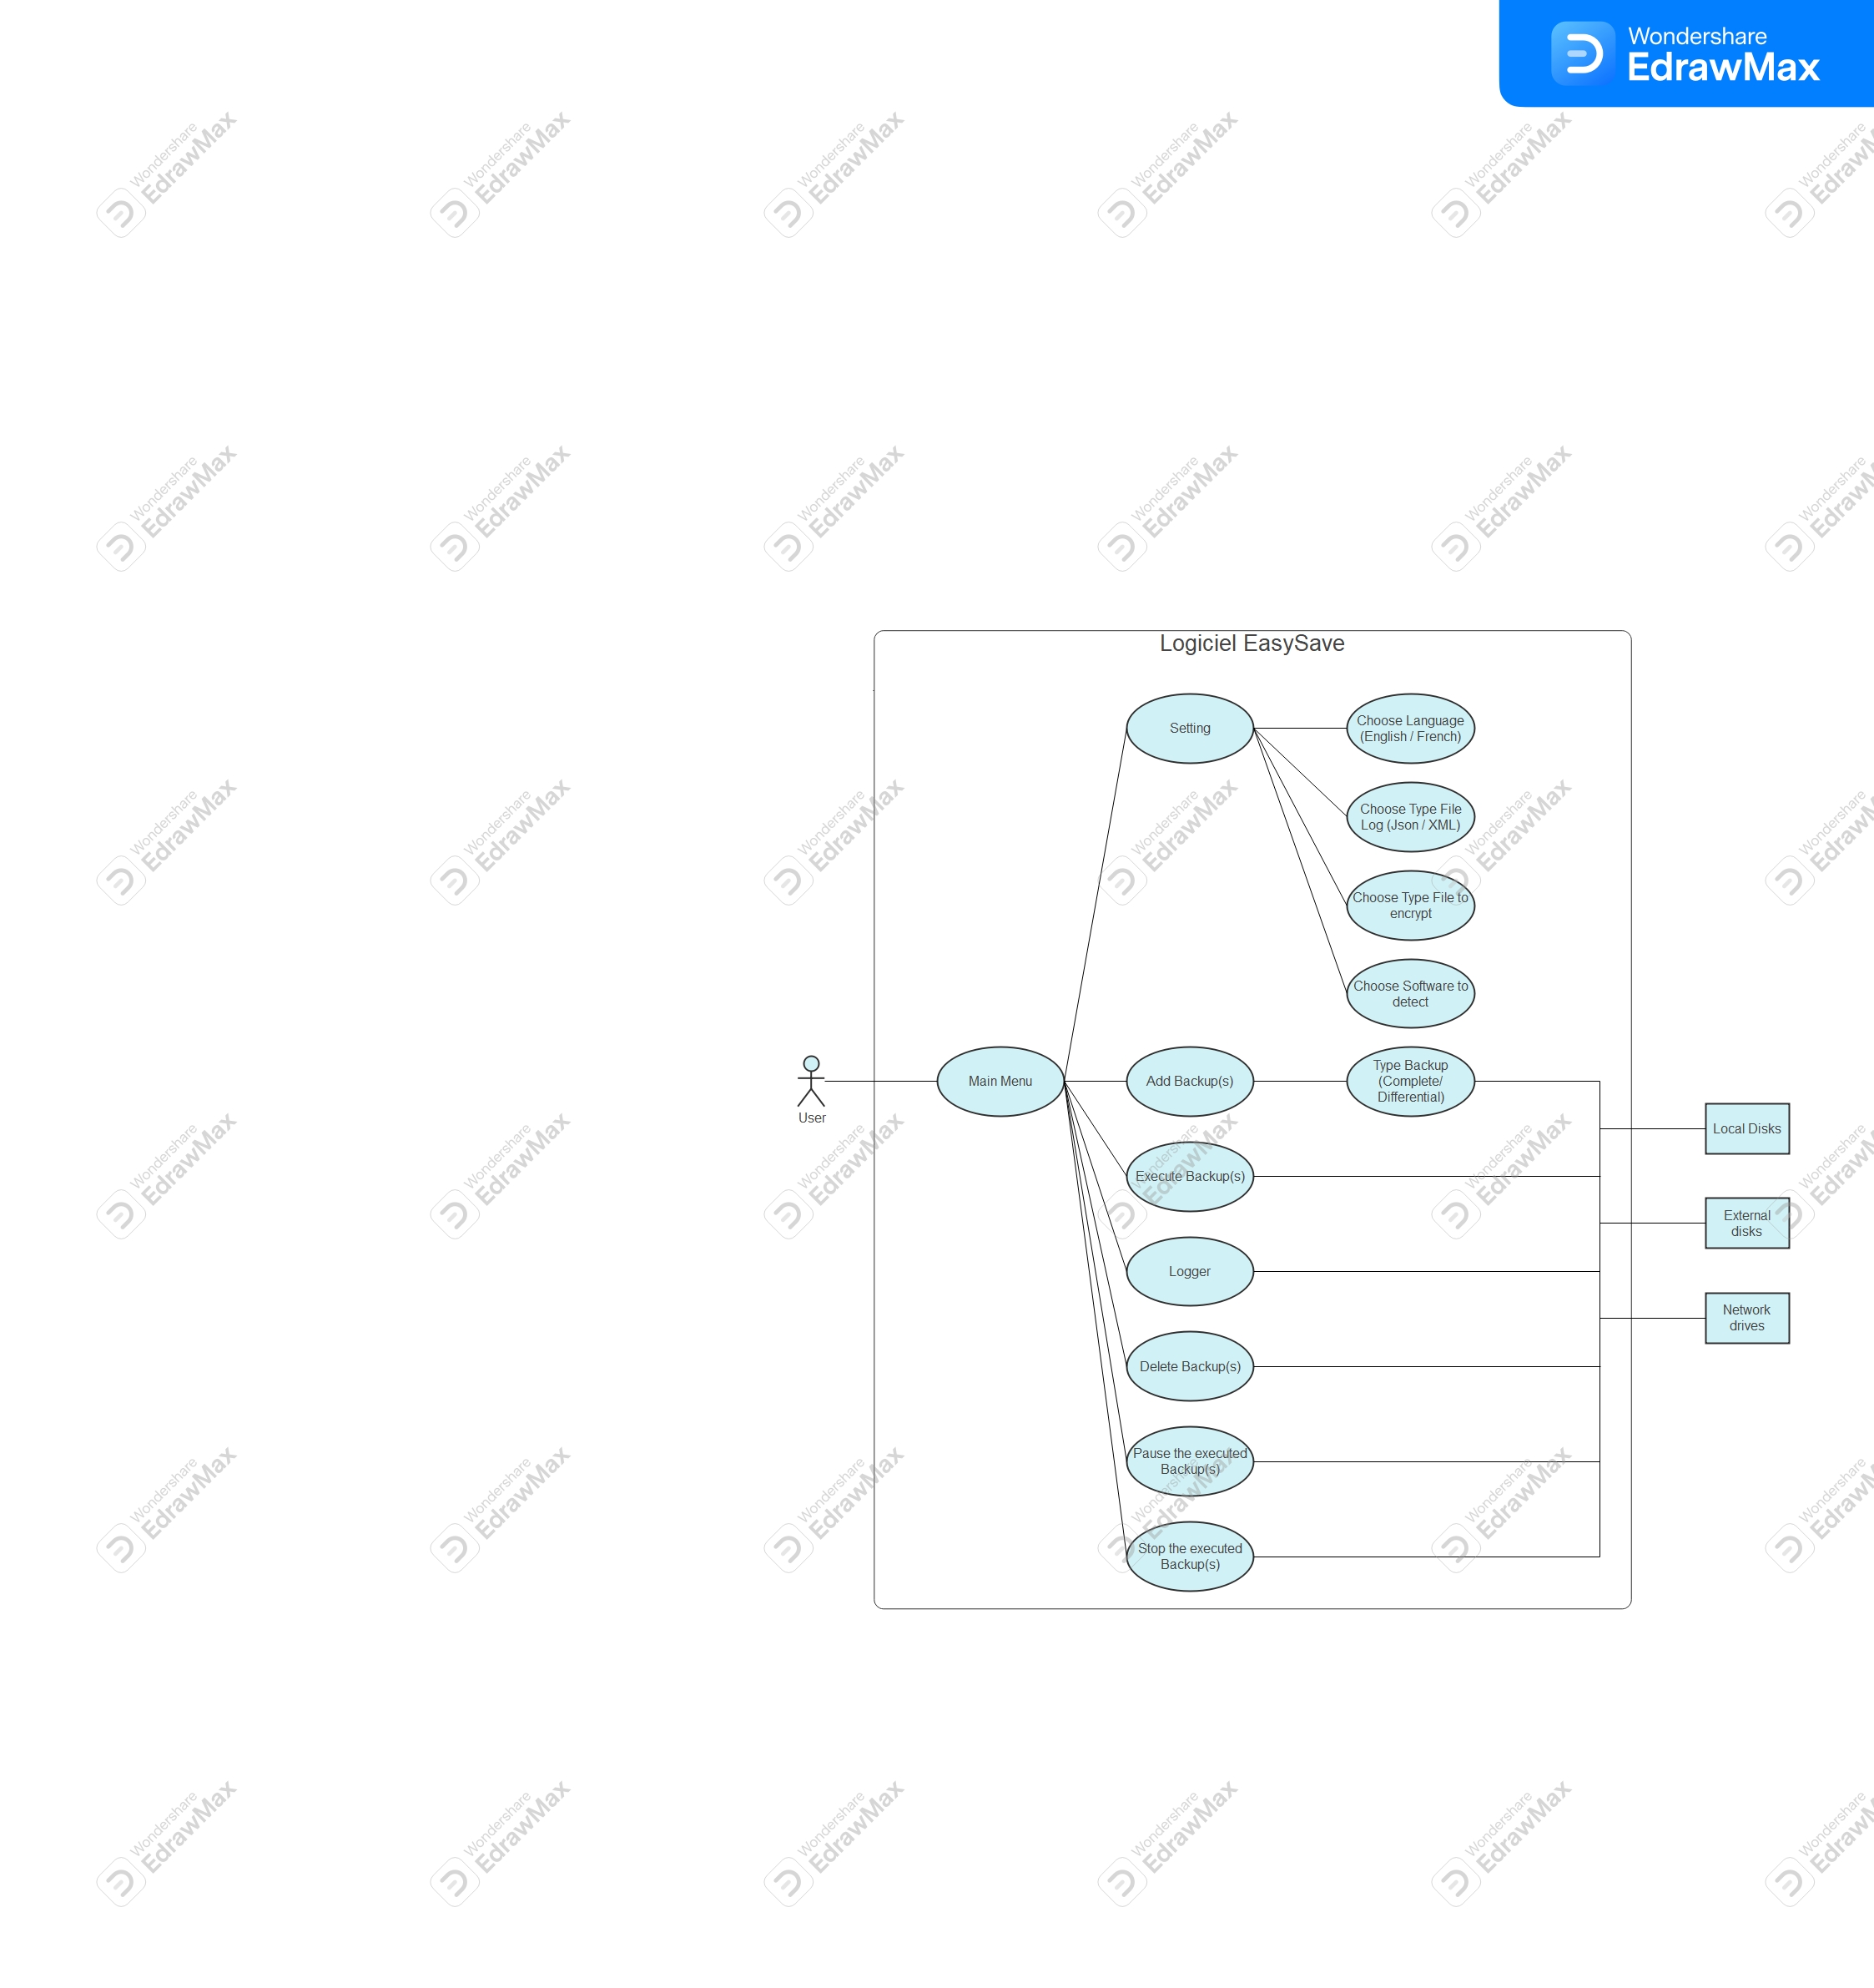 Wondershare
EdrawMax
Logiciel EasySave
Setting
Choose Language
(English / French)
Choose Type File
Log (Json / XML)
Choose Type File to
encrypt
Choose Software to
detect
User
Main Menu
Add Backup(s)
Type Backup
(Complete/
Differential)
Local Disks
Execute Backup(s)
External
disks
Logger
Network
drives
Delete Backup(s)
Pause the executed
Backup(s)
Stop the executed
Backup(s)